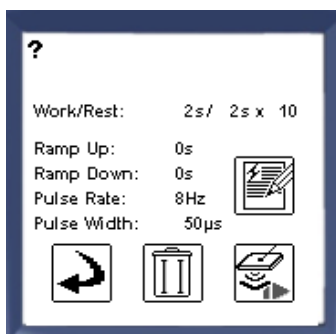 ?
Work/Rest: 2s/ 2s x 10
Ramp Up: 0s
Ramp Down: 0s
Pulse Rate: 8Hz
Pulse Width: 50µs